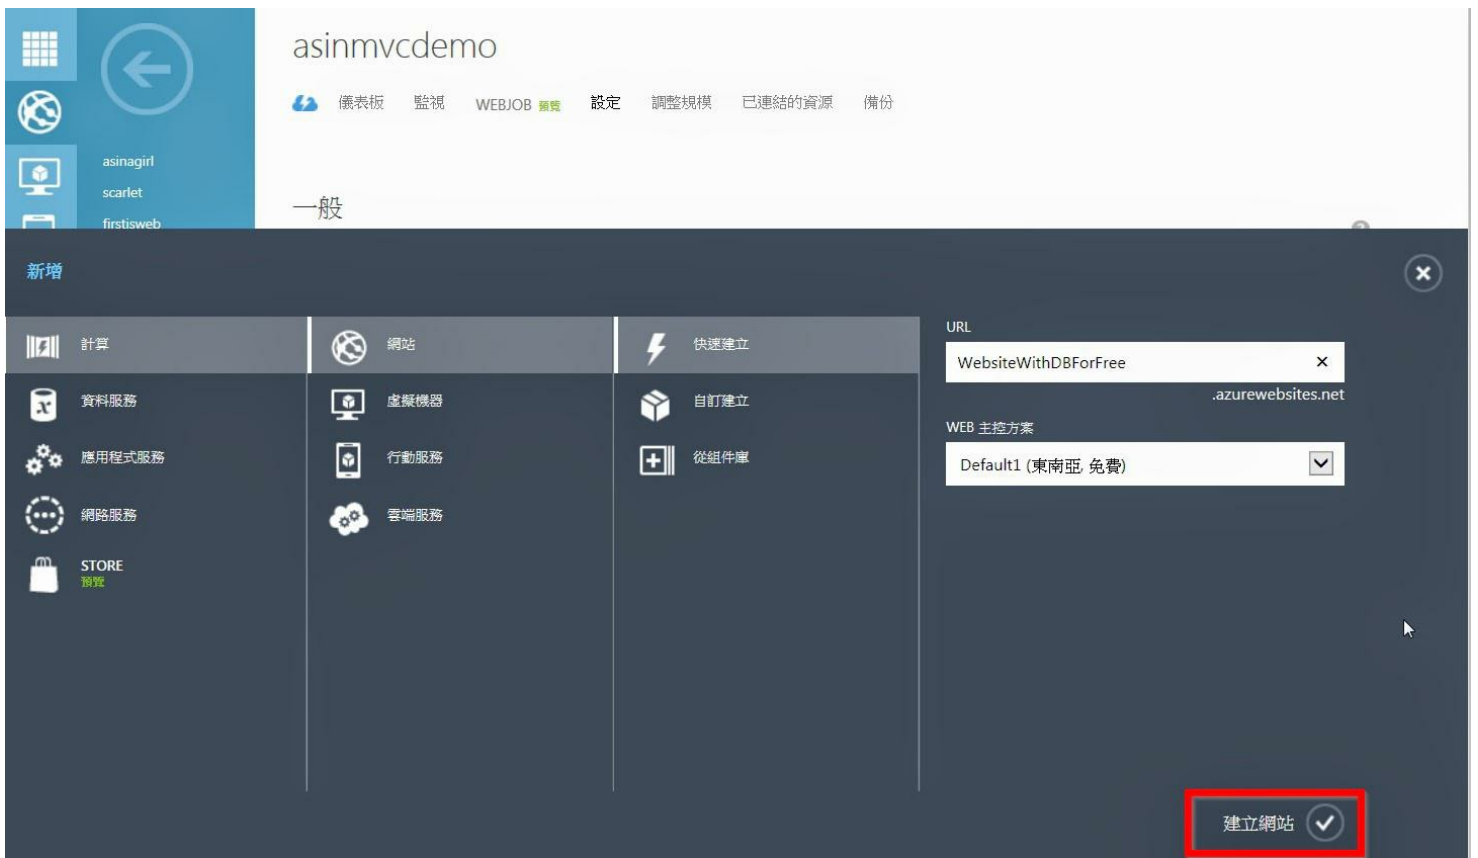 asinmvcdemo
儀表板 監視 WEBJOB 預覽 設定 調整規模 已連結的資源 備份
asinagirl
scarlet
firstisweb
一般
新增
計算
資料服務
應用程式服務
網路服務
STORE
預覽
網站
虛擬機器
行動服務
雲端服務
快速建立
自訂建立
從組件庫
URL
WebsiteWithDBForFree
.azurewebsites.net
WEB 主控方案
Default1 (東南亞, 免費)
建立網站